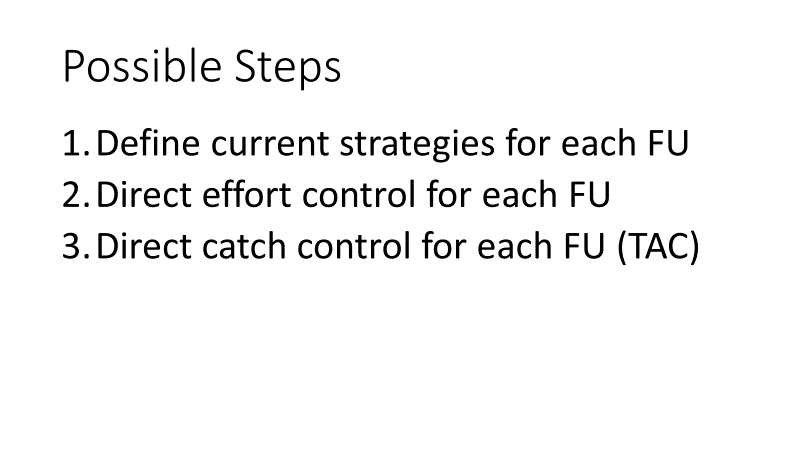 Possible Steps
1. Define current strategies for each FU
2. Direct effort control for each FU
3. Direct catch control for each FU (TAC)